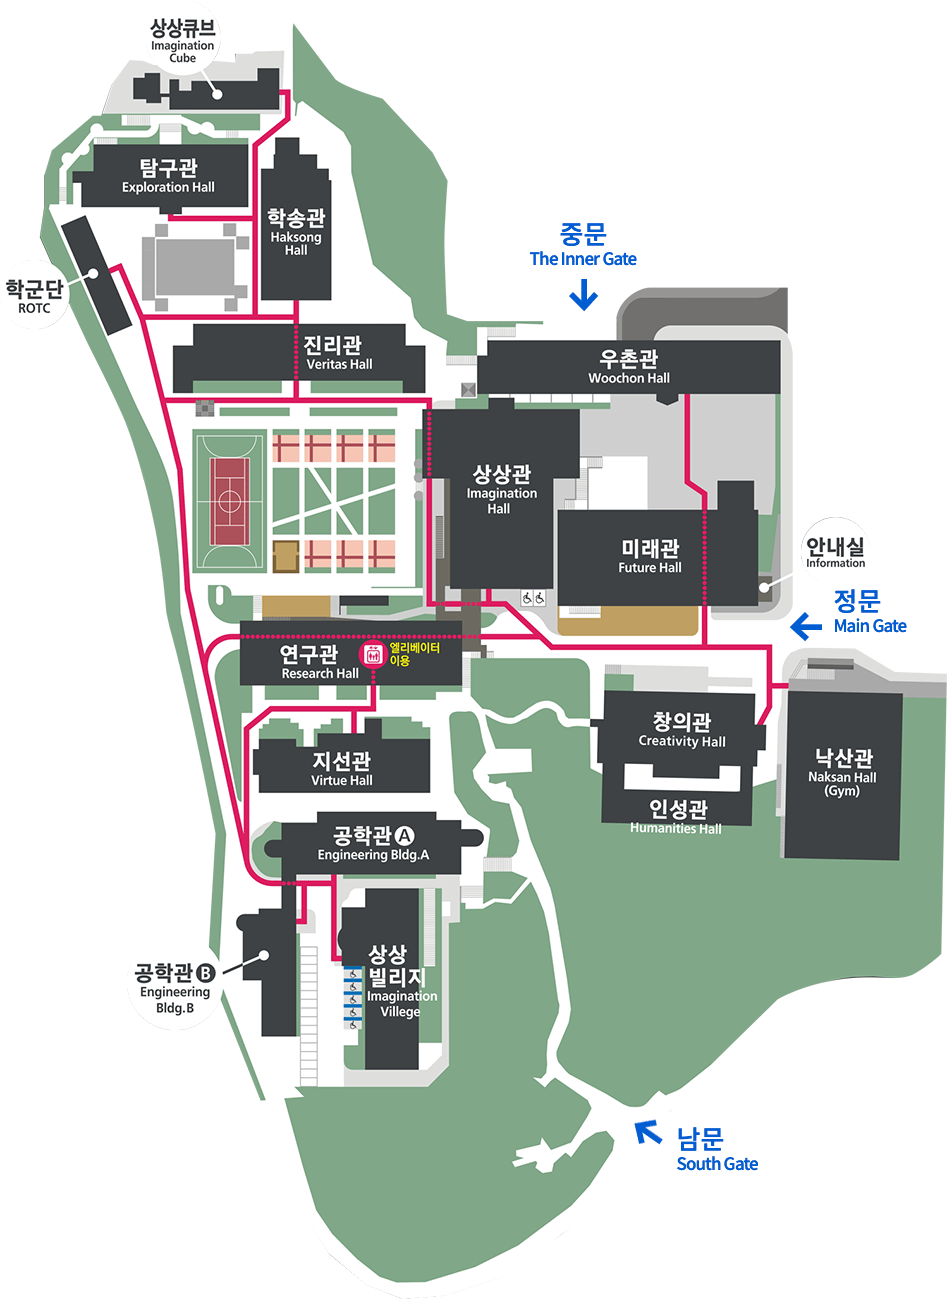 상상큐브
Imagination
Cube
탐구관
Exploration Hall
학송관
Haksong
Hall
학군단
ROTC
중문
The Inner Gate
진리관
Veritas Hall
우촌관
Woochon Hall
상상관
Imagination
Hall
미래관
Future Hall
안내실
Information
정문
Main Gate
연구관
Research Hall
엘리베이터
이용
창의관
Creativity Hall
인성관
Humanities Hall
낙산관
Naksan Hall
(Gym)
지선관
Virtue Hall
공학관 A
Engineering Bldg.A
공학관 B
Engineering
Bldg.B
상상
빌리지
Imagination
Villege
남문
South Gate